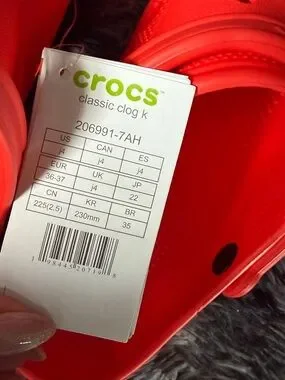 crocs™
classic clog k
206991-7AH
US CAN ES
j4 j4 j4
EUR UK JP
36-37 j4 22
CN KR BR
225(2.5) 230mm 35